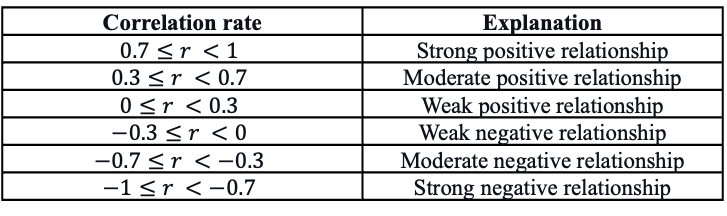 Correlation rate Explanation
0.7 ≤ r < 1 Strong positive relationship
0.3 ≤ r < 0.7 Moderate positive relationship
0 ≤ r < 0.3 Weak positive relationship
−0.3 ≤ r < 0 Weak negative relationship
−0.7 ≤ r < −0.3 Moderate negative relationship
−1 ≤ r < −0.7 Strong negative relationship